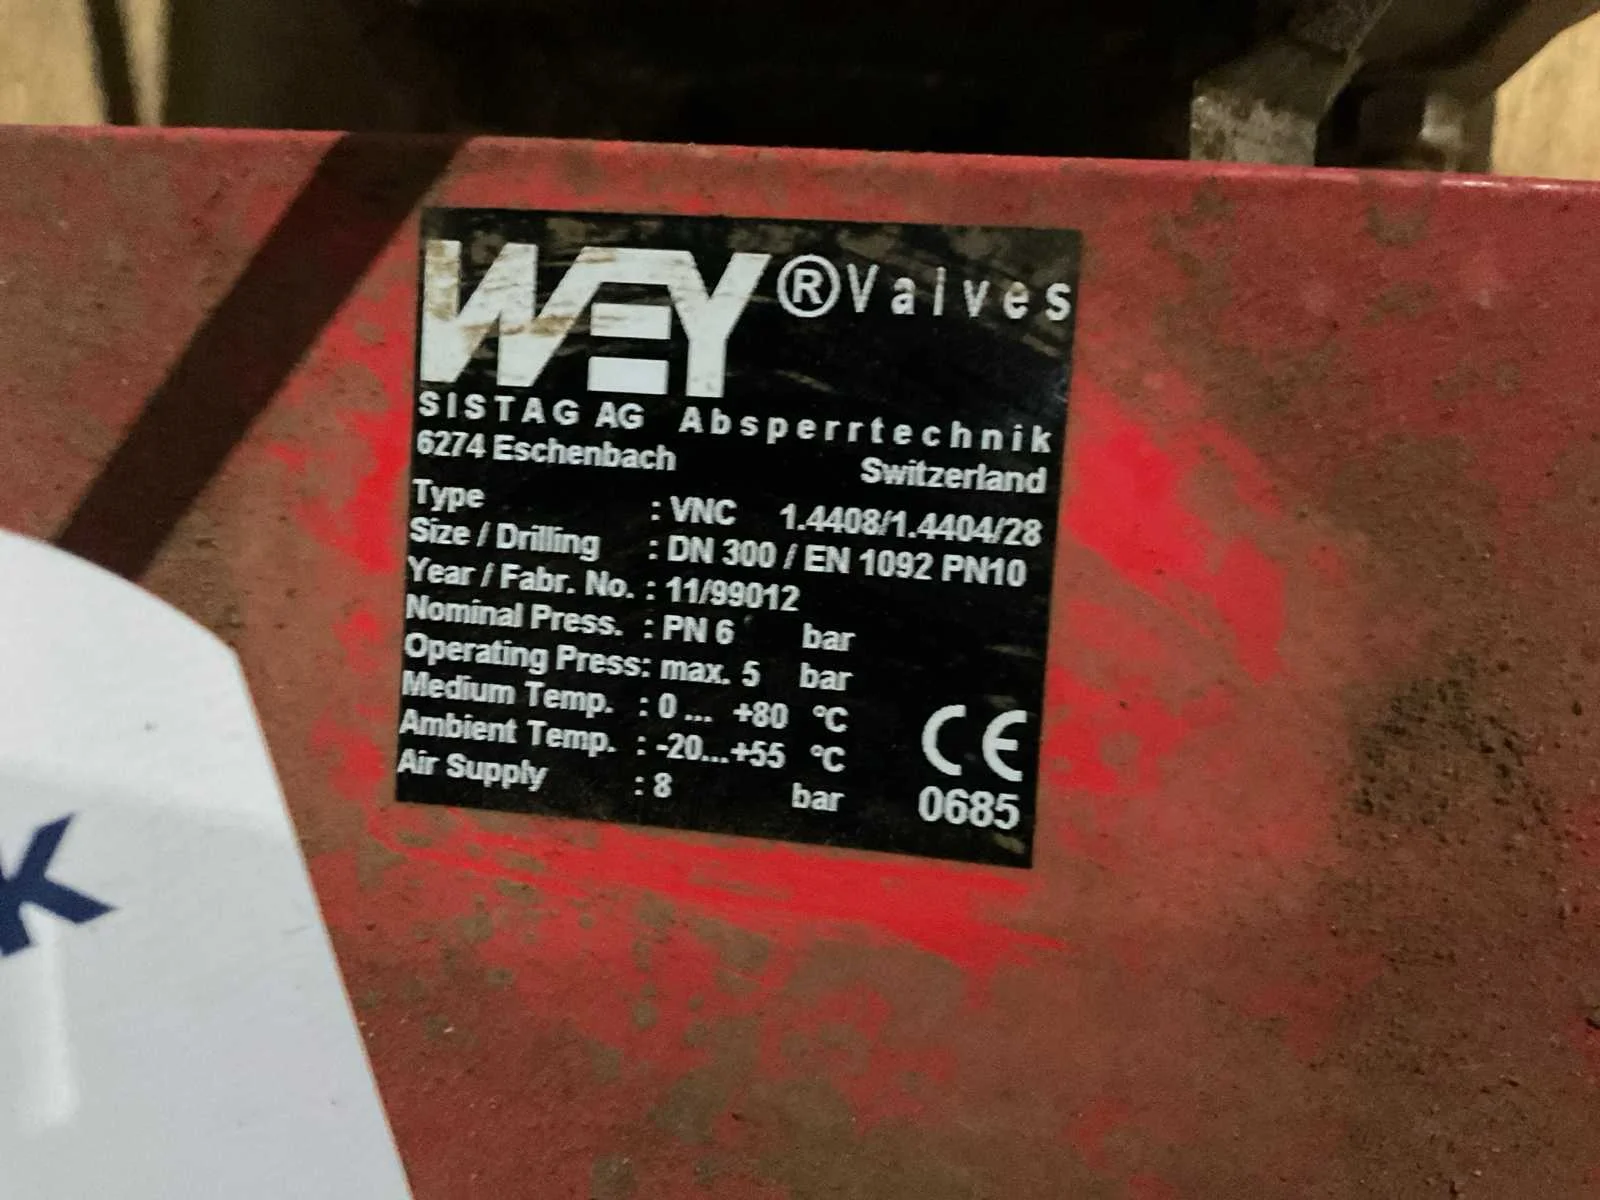 WEY ® Valves
SISTAG AG Absperrtechnik
6274 Eschenbach Switzerland
Type : VNC 1.4408/1.4404/28
Size / Drilling : DN 300 / EN 1092 PN10
Year / Fabr. No. : 11/99012
Nominal Press. : PN 6 bar
Operating Press: max. 5 bar
Medium Temp. : 0 ... +80 °C
Ambient Temp. : -20...+55 °C
Air Supply : 8 bar
CE
0685
K